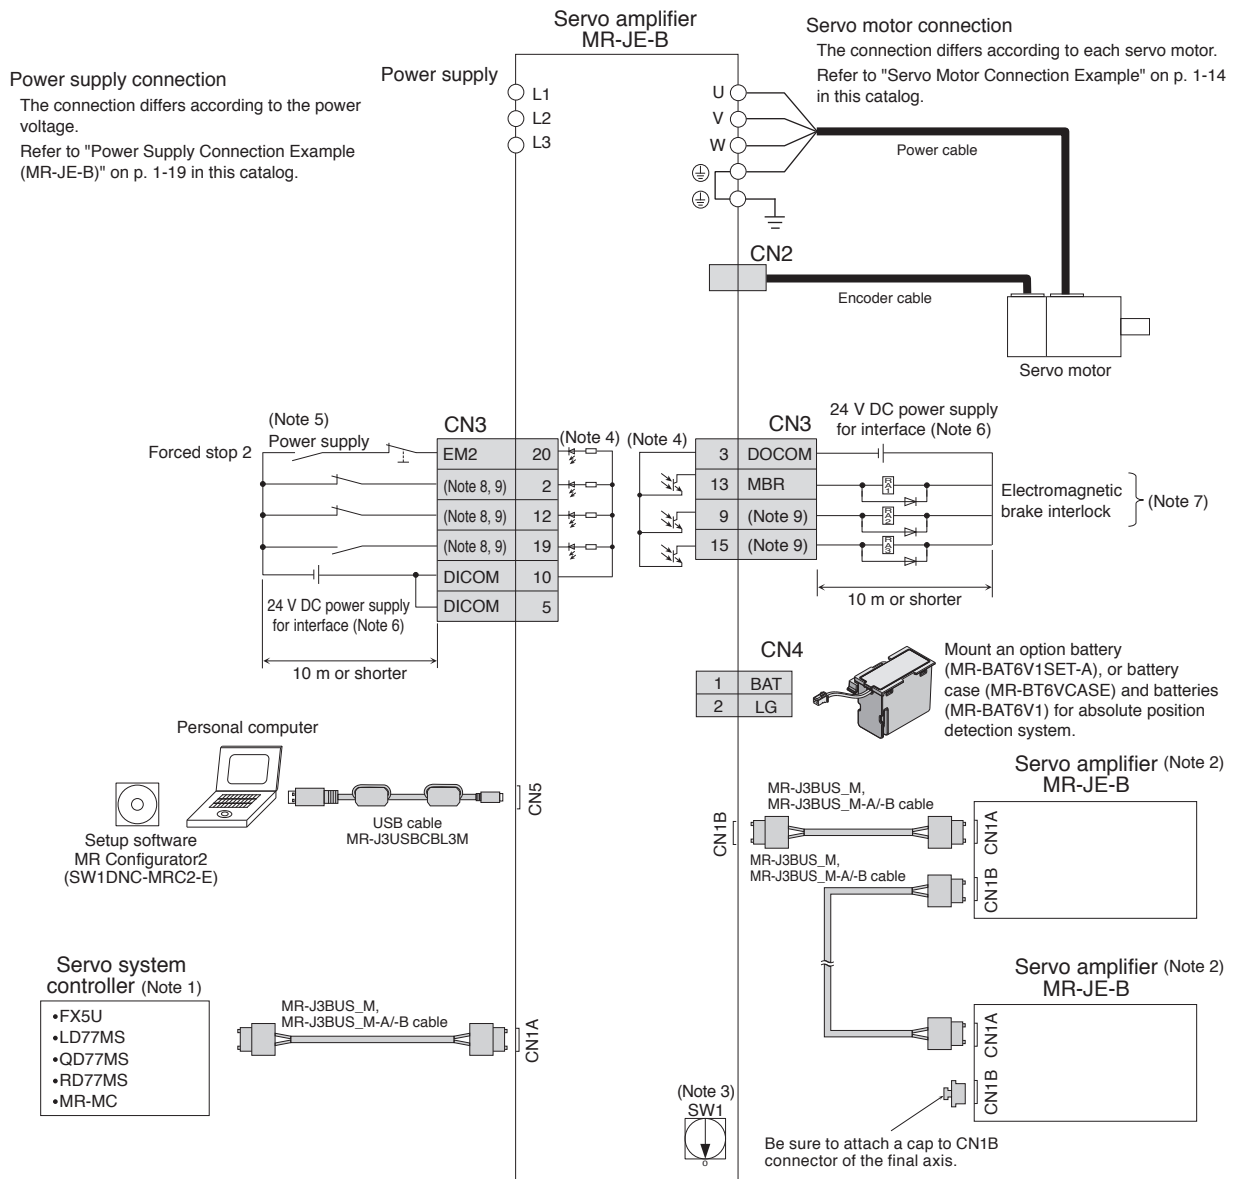 Servo amplifier
MR-JE-B
Power supply connection
The connection differs according to the power
voltage.
Refer to "Power Supply Connection Example
(MR-JE-B)" on p. 1-19 in this catalog.
Power supply
L1
L2
L3
Servo motor connection
The connection differs according to each servo motor.
Refer to "Servo Motor Connection Example" on p. 1-14
in this catalog.
U
V
W
Power cable
CN2
Encoder cable
Servo motor
Forced stop 2
(Note 5)
Power supply
CN3
(Note 4)
EM2 20
(Note 8, 9) 2
(Note 8, 9) 12
(Note 8, 9) 19
DICOM 10
DICOM 5
24 V DC power supply
for interface (Note 6)
10 m or shorter
(Note 4)
CN3
24 V DC power supply
for interface (Note 6)
3 DOCOM
13 MBR
9 (Note 9)
15 (Note 9)
RA1
RA2
RA3
Electromagnetic
brake interlock
(Note 7)
10 m or shorter
CN4
1 BAT
2 LG
Mount an option battery
(MR-BAT6V1SET-A), or battery
case (MR-BT6VCASE) and batteries
(MR-BAT6V1) for absolute position
detection system.
Personal computer
Setup software
MR Configurator2
(SW1DNC-MRC2-E)
USB cable
MR-J3USBCBL3M
CN5
Servo amplifier (Note 2)
MR-JE-B
MR-J3BUS_M,
MR-J3BUS_M-A/-B cable
CN1B
CN1A
MR-J3BUS_M,
MR-J3BUS_M-A/-B cable
CN1B
Servo system
controller (Note 1)
•FX5U
•LD77MS
•QD77MS
•RD77MS
•MR-MC
MR-J3BUS_M,
MR-J3BUS_M-A/-B cable
CN1A
Servo amplifier (Note 2)
MR-JE-B
CN1A
CN1B
(Note 3)
SW1
0
Be sure to attach a cap to CN1B
connector of the final axis.